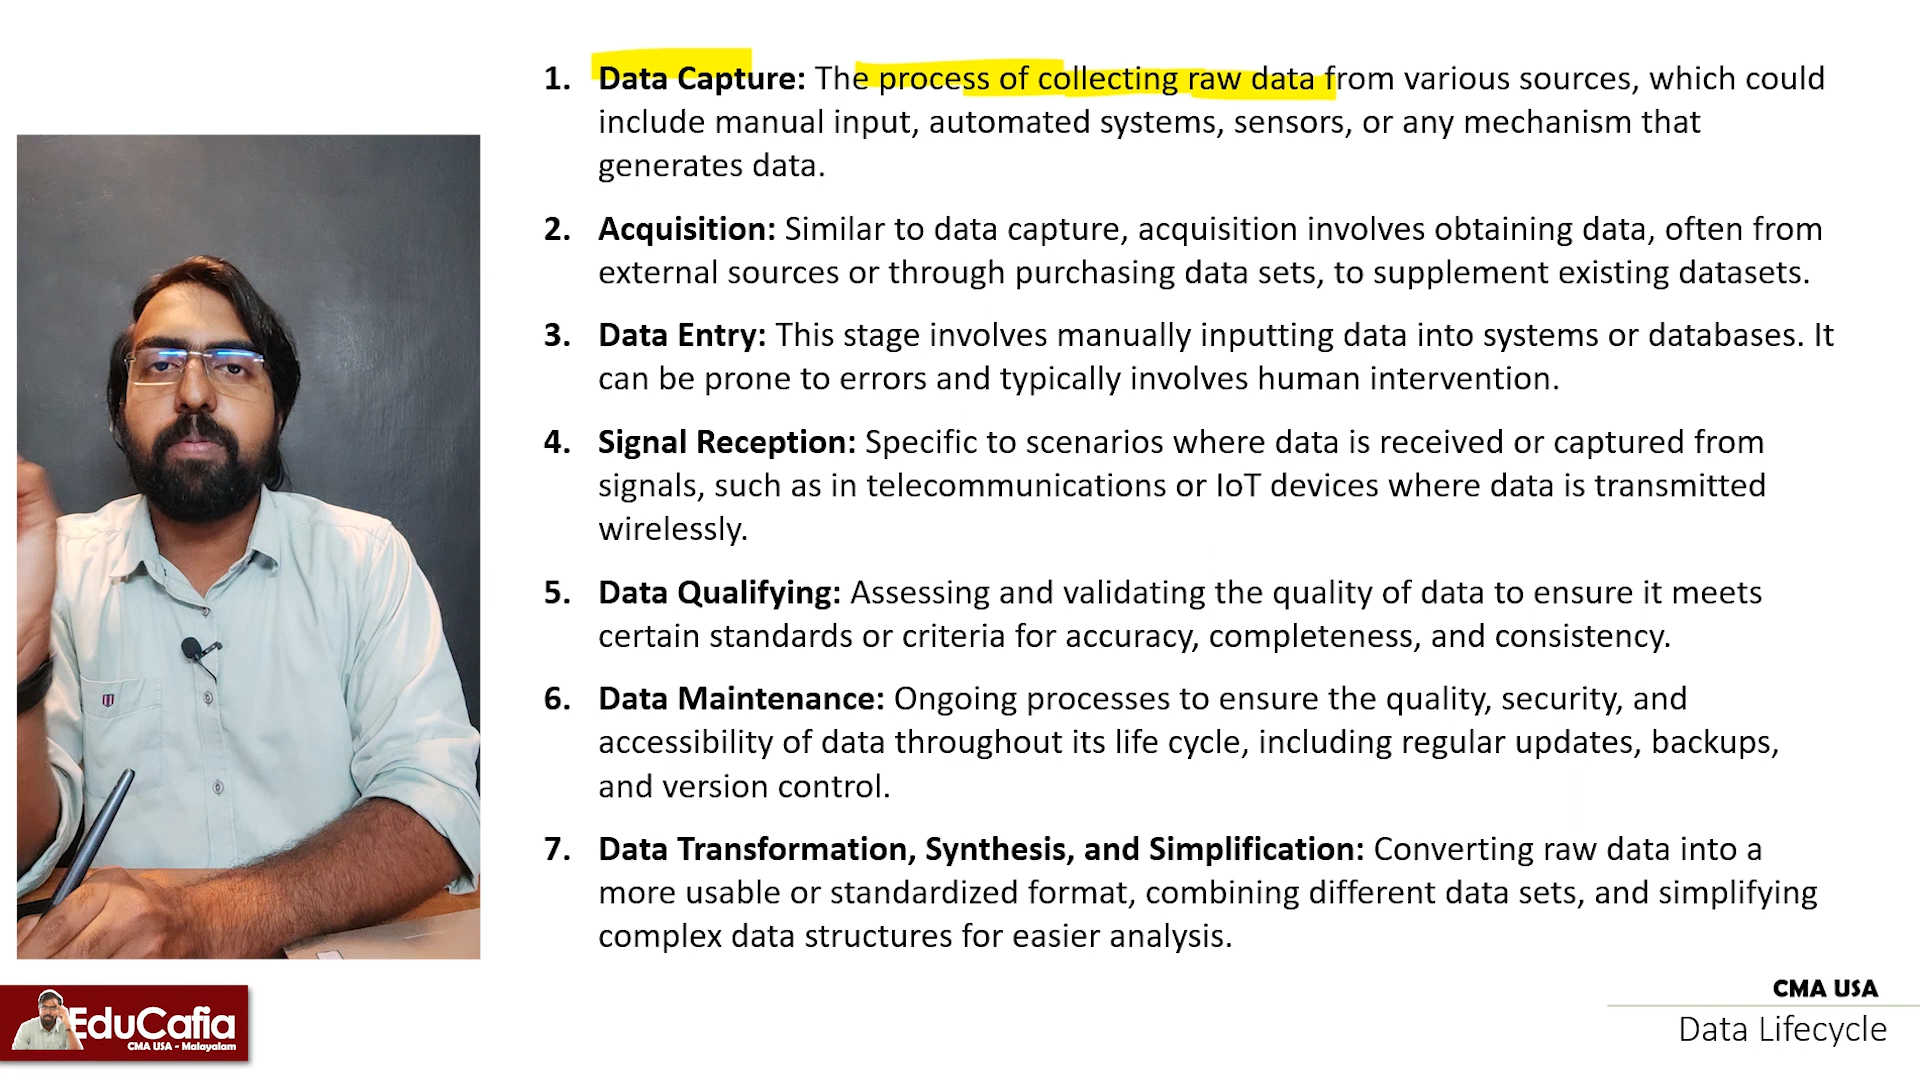 1. Data Capture: The process of collecting raw data from various sources, which could
include manual input, automated systems, sensors, or any mechanism that
generates data.
2. Acquisition: Similar to data capture, acquisition involves obtaining data, often from
external sources or through purchasing data sets, to supplement existing datasets.
3. Data Entry: This stage involves manually inputting data into systems or databases. It
can be prone to errors and typically involves human intervention.
4. Signal Reception: Specific to scenarios where data is received or captured from
signals, such as in telecommunications or IoT devices where data is transmitted
wirelessly.
5. Data Qualifying: Assessing and validating the quality of data to ensure it meets
certain standards or criteria for accuracy, completeness, and consistency.
6. Data Maintenance: Ongoing processes to ensure the quality, security, and
accessibility of data throughout its life cycle, including regular updates, backups,
and version control.
7. Data Transformation, Synthesis, and Simplification: Converting raw data into a
more usable or standardized format, combining different data sets, and simplifying
complex data structures for easier analysis.
EduCafia
CMA USA - Malayalam
CMA USA
Data Lifecycle